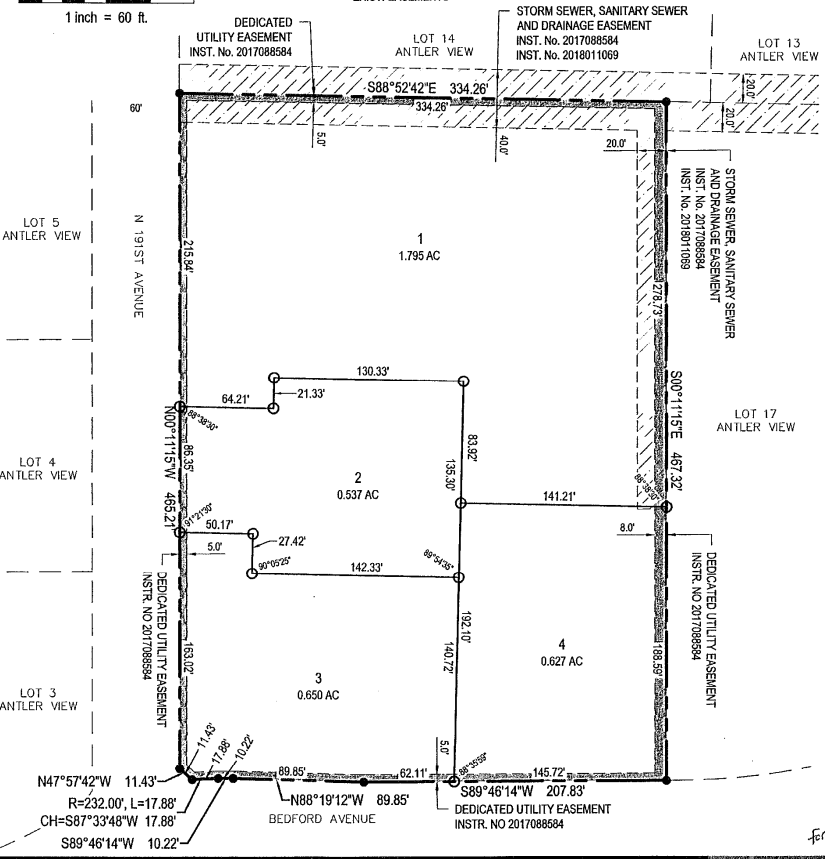 1 inch = 60 ft.
DEDICATED
UTILITY EASEMENT
INST. No. 2017088584
LOT 14
ANTLER VIEW
STORM SEWER, SANITARY SEWER
AND DRAINAGE EASEMENT
INST. No. 2017088584
INST. No. 2018011069
LOT 13
ANTLER VIEW
S88°52'42"E 334.26'
334.26'
60'
5.0'
40.0'
20.0'
20.0'
20.0'
STORM SEWER, SANITARY SEWER
AND DRAINAGE EASEMENT
INST. No. 2017088584
INST. No. 2018011069
LOT 5
ANTLER VIEW
N 191ST AVENUE
215.84'
1
1.795 AC
278.73'
130.33'
64.21'
21.33'
88°38'30"
N00°11'15"W 465.21'
86.35'
83.92'
135.30'
S00°11'15"E 467.32'
LOT 17
ANTLER VIEW
LOT 4
ANTLER VIEW
2
0.537 AC
141.21'
88°38'30"
91°21'30"
50.17'
5.0'
27.42'
90°05'25"
142.33'
89°54'35"
8.0'
DEDICATED UTILITY EASEMENT
INSTR. NO 2017088584
DEDICATED UTILITY EASEMENT
INSTR. NO 2017088584
163.02'
192.10'
140.72'
4
0.627 AC
188.59'
3
0.650 AC
LOT 3
ANTLER VIEW
11.43'
17.88'
10.22'
89.85'
62.11'
5.0'
88°35'59"
145.72'
N47°57'42"W 11.43'
R=232.00', L=17.88'
CH=S87°33'48"W 17.88'
S89°46'14"W 10.22'
N88°19'12"W 89.85'
S89°46'14"W 207.83'
BEDFORD AVENUE
DEDICATED UTILITY EASEMENT
INSTR. NO 2017088584
for